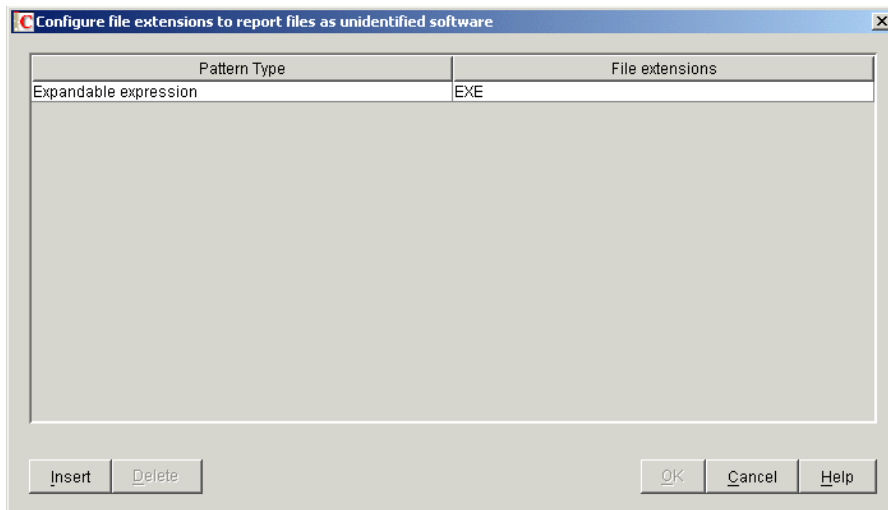 Configure file extensions to report files as unidentified software
Pattern Type File extensions
Expandable expression EXE
Insert Delete OK Cancel Help